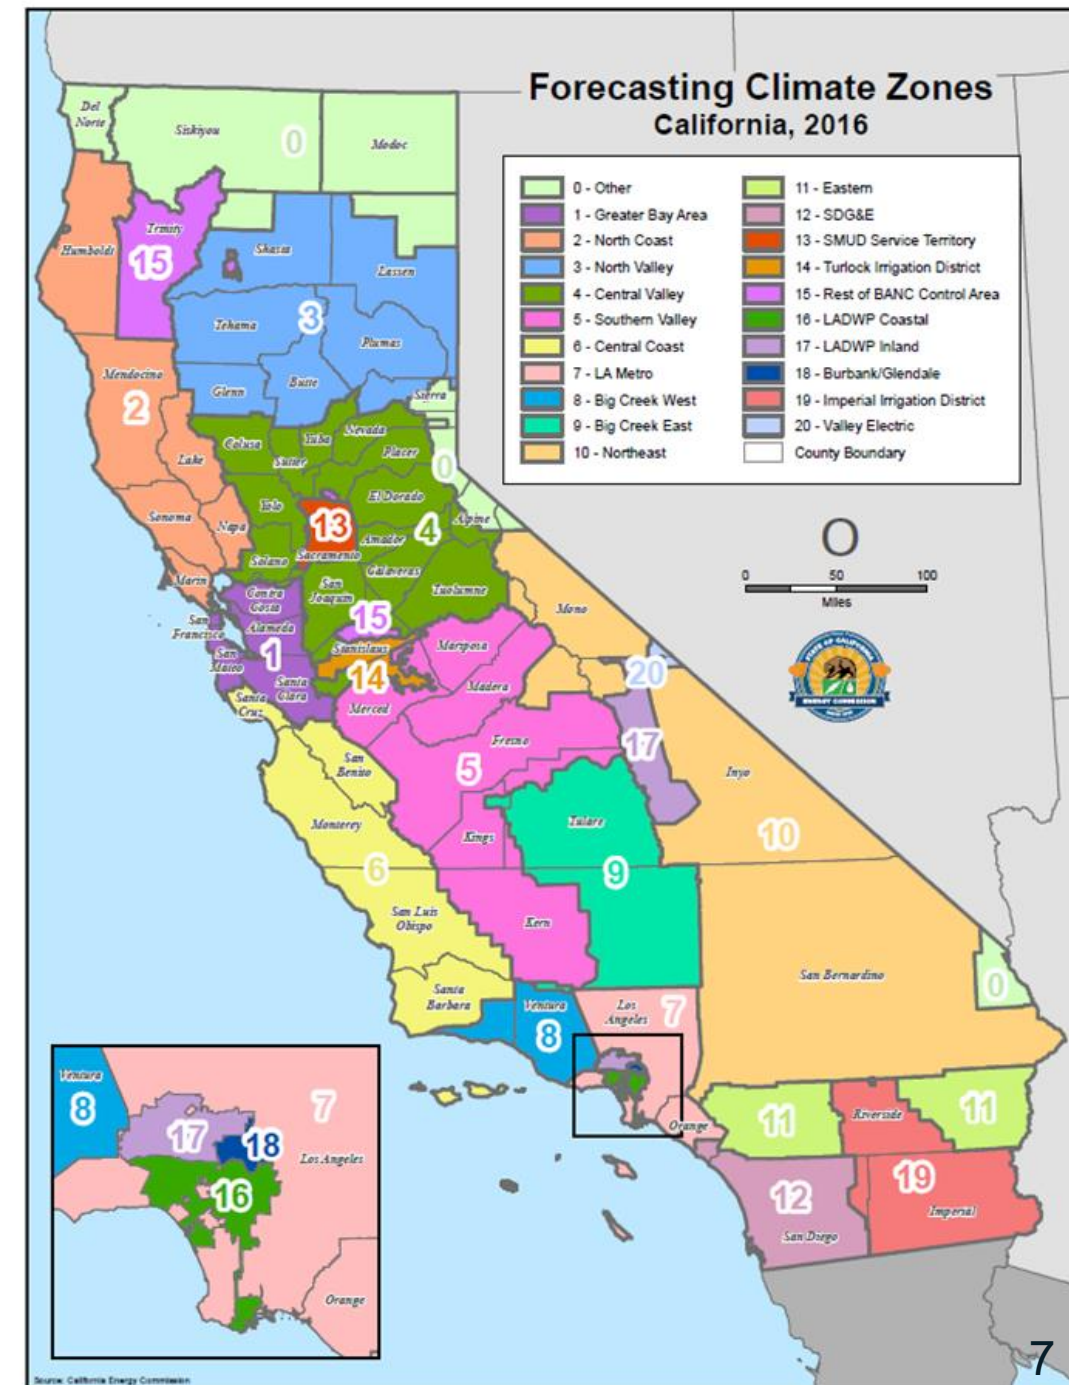 Forecasting Climate Zones
California, 2016
0 - Other
1 - Greater Bay Area
2 - North Coast
3 - North Valley
4 - Central Valley
5 - Southern Valley
6 - Central Coast
7 - LA Metro
8 - Big Creek West
9 - Big Creek East
10 - Northeast
11 - Eastern
12 - SDG&E
13 - SMUD Service Territory
14 - Turlock Irrigation District
15 - Rest of BANC Control Area
16 - LADWP Coastal
17 - LADWP Inland
18 - Burbank/Glendale
19 - Imperial Irrigation District
20 - Valley Electric
County Boundary
O
0 50 100
Miles
STATE OF CALIFORNIA
ENERGY COMMISSION
Del
Norte
Siskiyou
0
Modoc
Trinity
Humboldt
15
Shasta
Lassen
Tehama
3
Plumas
Mendocino
Glenn
Butte
Sierra
2
Lake
Colusa
Yuba
Nevada
Sutter
Placer
0
Sonoma
Napa
Yolo
El Dorado
13
4
Alpine
Solano
Sacramento
Amador
Calaveras
Marin
Contra
Costa
San
Joaquin
Tuolumne
Mono
San
Francisco
Alameda
15
Stanislaus
Mariposa
San
Mateo
1
Santa
Clara
14
Madera
20
Santa
Cruz
Merced
Fresno
17
San
Benito
5
Inyo
Monterey
Kings
Tulare
10
6
9
San Luis
Obispo
Kern
San Bernardino
0
Santa
Barbara
Ventura
8
Los
Angeles
7
Orange
11
Riverside
11
12
San Diego
19
Imperial
Ventura
8
7
17
18
Los Angeles
16
Orange
Source: California Energy Commission
7